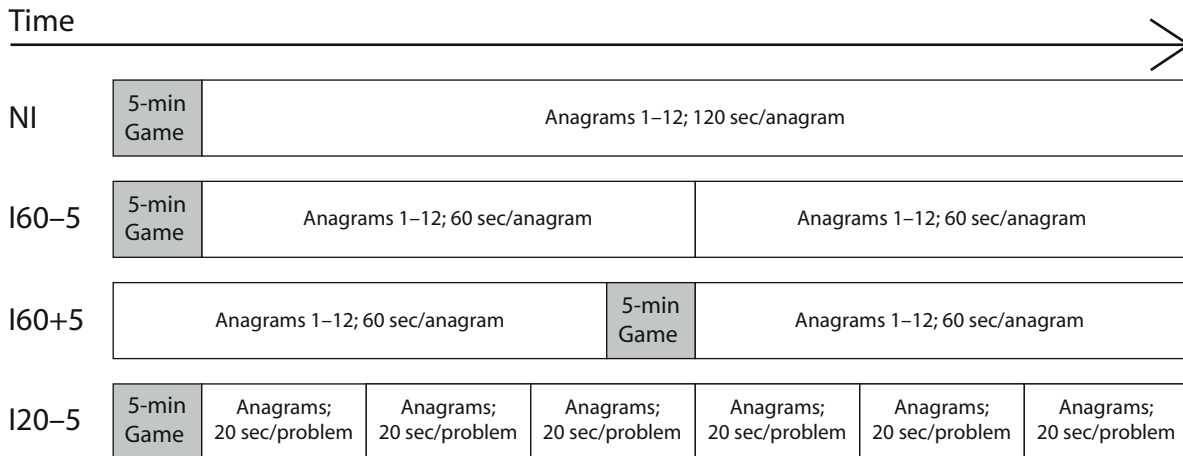 Time
NI
5-min
Game
Anagrams 1–12; 120 sec/anagram
I60–5
5-min
Game
Anagrams 1–12; 60 sec/anagram
Anagrams 1–12; 60 sec/anagram
I60+5
Anagrams 1–12; 60 sec/anagram
5-min
Game
Anagrams 1–12; 60 sec/anagram
I20–5
5-min
Game
Anagrams;
20 sec/problem
Anagrams;
20 sec/problem
Anagrams;
20 sec/problem
Anagrams;
20 sec/problem
Anagrams;
20 sec/problem
Anagrams;
20 sec/problem